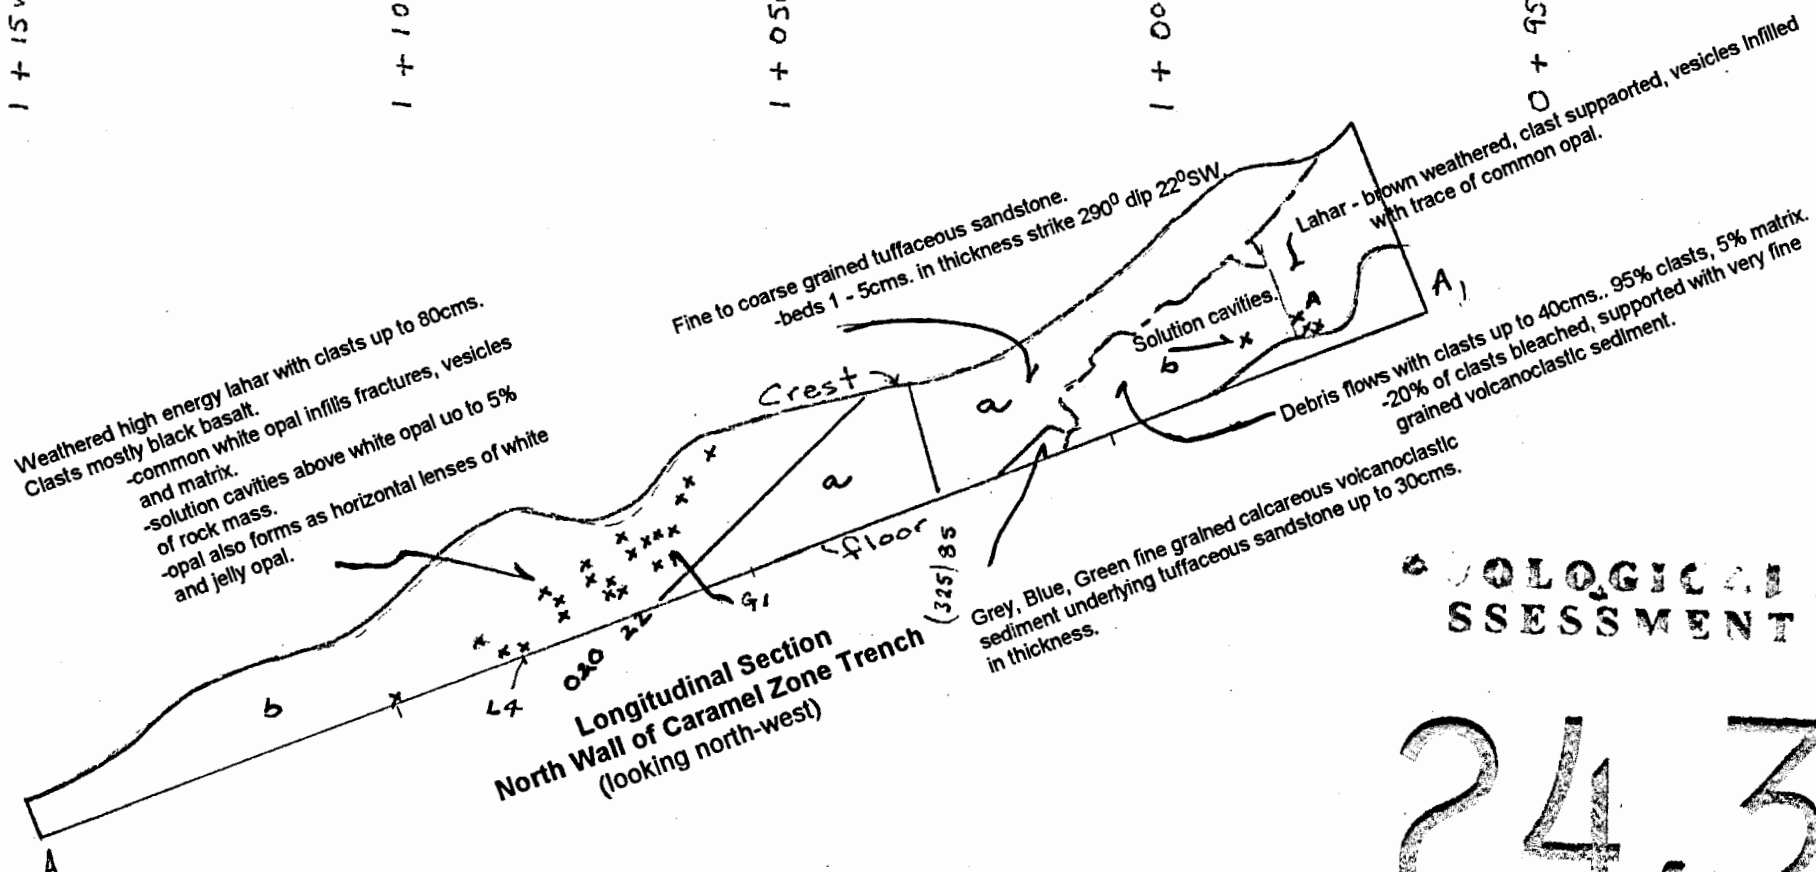 1 + 15
1 + 10
1 + 05
1 + 00
0 + 95
Lahar - brown weathered, clast suppaorted, vesicles infilled
with trace of common opal.
Fine to coarse grained tuffaceous sandstone.
-beds 1 - 5cms. in thickness strike 290⁰ dip 22⁰SW.
Weathered high energy lahar with clasts up to 80cms.
Clasts mostly black basalt.
-common white opal infills fractures, vesicles
and matrix.
-solution cavities above white opal uo to 5%
of rock mass.
-opal also forms as horizontal lenses of white
and jelly opal.
Crest
a
a
Solution cavities.
b
A
A1
Debris flows with clasts up to 40cms.. 95% clasts, 5% matrix.
-20% of clasts bleached, supported with very fine
grained volcanoclastic sediment.
floor
(325/85
Grey, Blue, Green fine grained calcareous volcanoclastic
sediment underlying tuffaceous sandstone up to 30cms.
in thickness.
G1
020 22
L4
b
A
Longitudinal Section
North Wall of Caramel Zone Trench
(looking north-west)
OLOGICAL
SSESSMENT
24,3